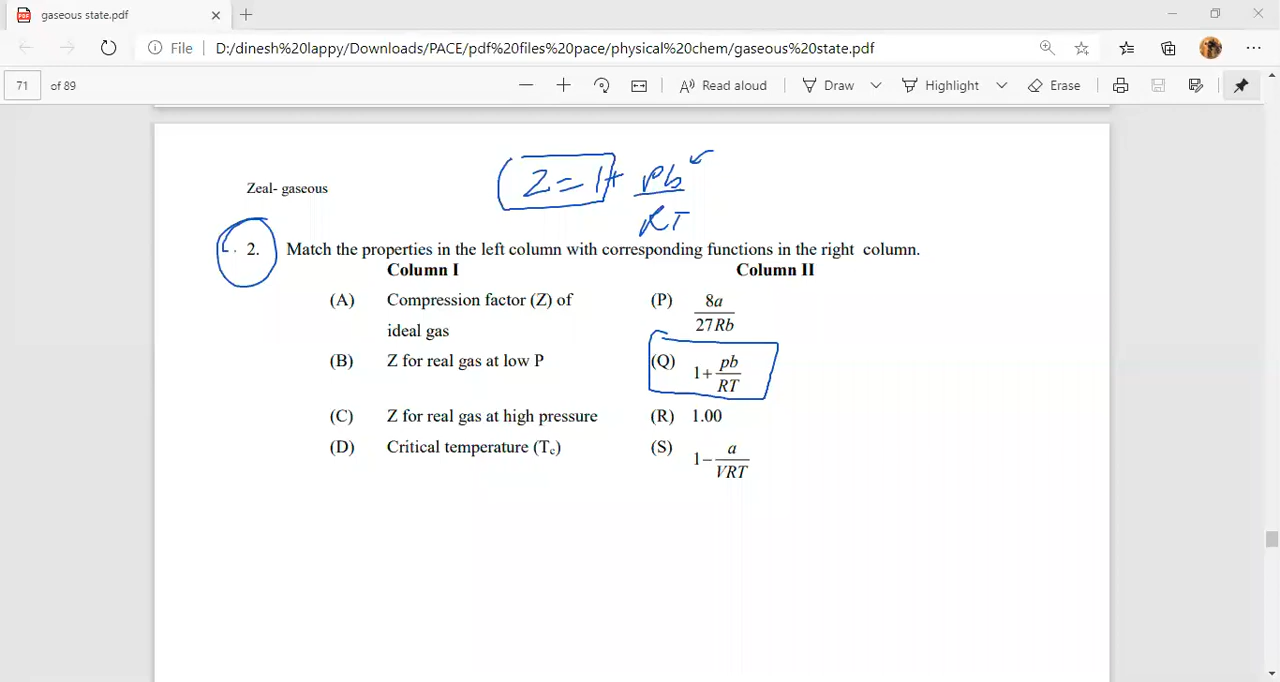 gaseous state.pdf
File D:/dinesh%20lappy/Downloads/PACE/pdf%20files%20pace/physical%20chem/gaseous%20state.pdf
71 of 89 Read aloud Draw Highlight Erase
Z = 1 + Pb/RT
Zeal- gaseous
2. Match the properties in the left column with corresponding functions in the right column.
Column I Column II
(A) Compression factor (Z) of ideal gas (P) 8a/27Rb
(B) Z for real gas at low P (Q) 1+ pb/RT
(C) Z for real gas at high pressure (R) 1.00
(D) Critical temperature (Tc) (S) 1− a/VRT